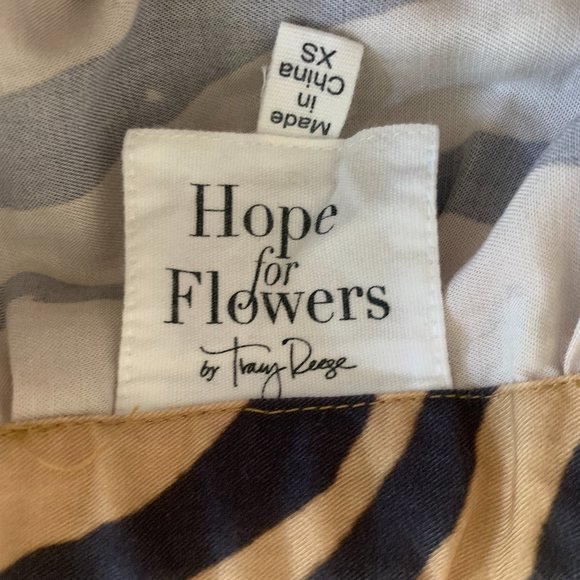 Made in
China
XS
Hope
for
Flowers
by Tracy Reese